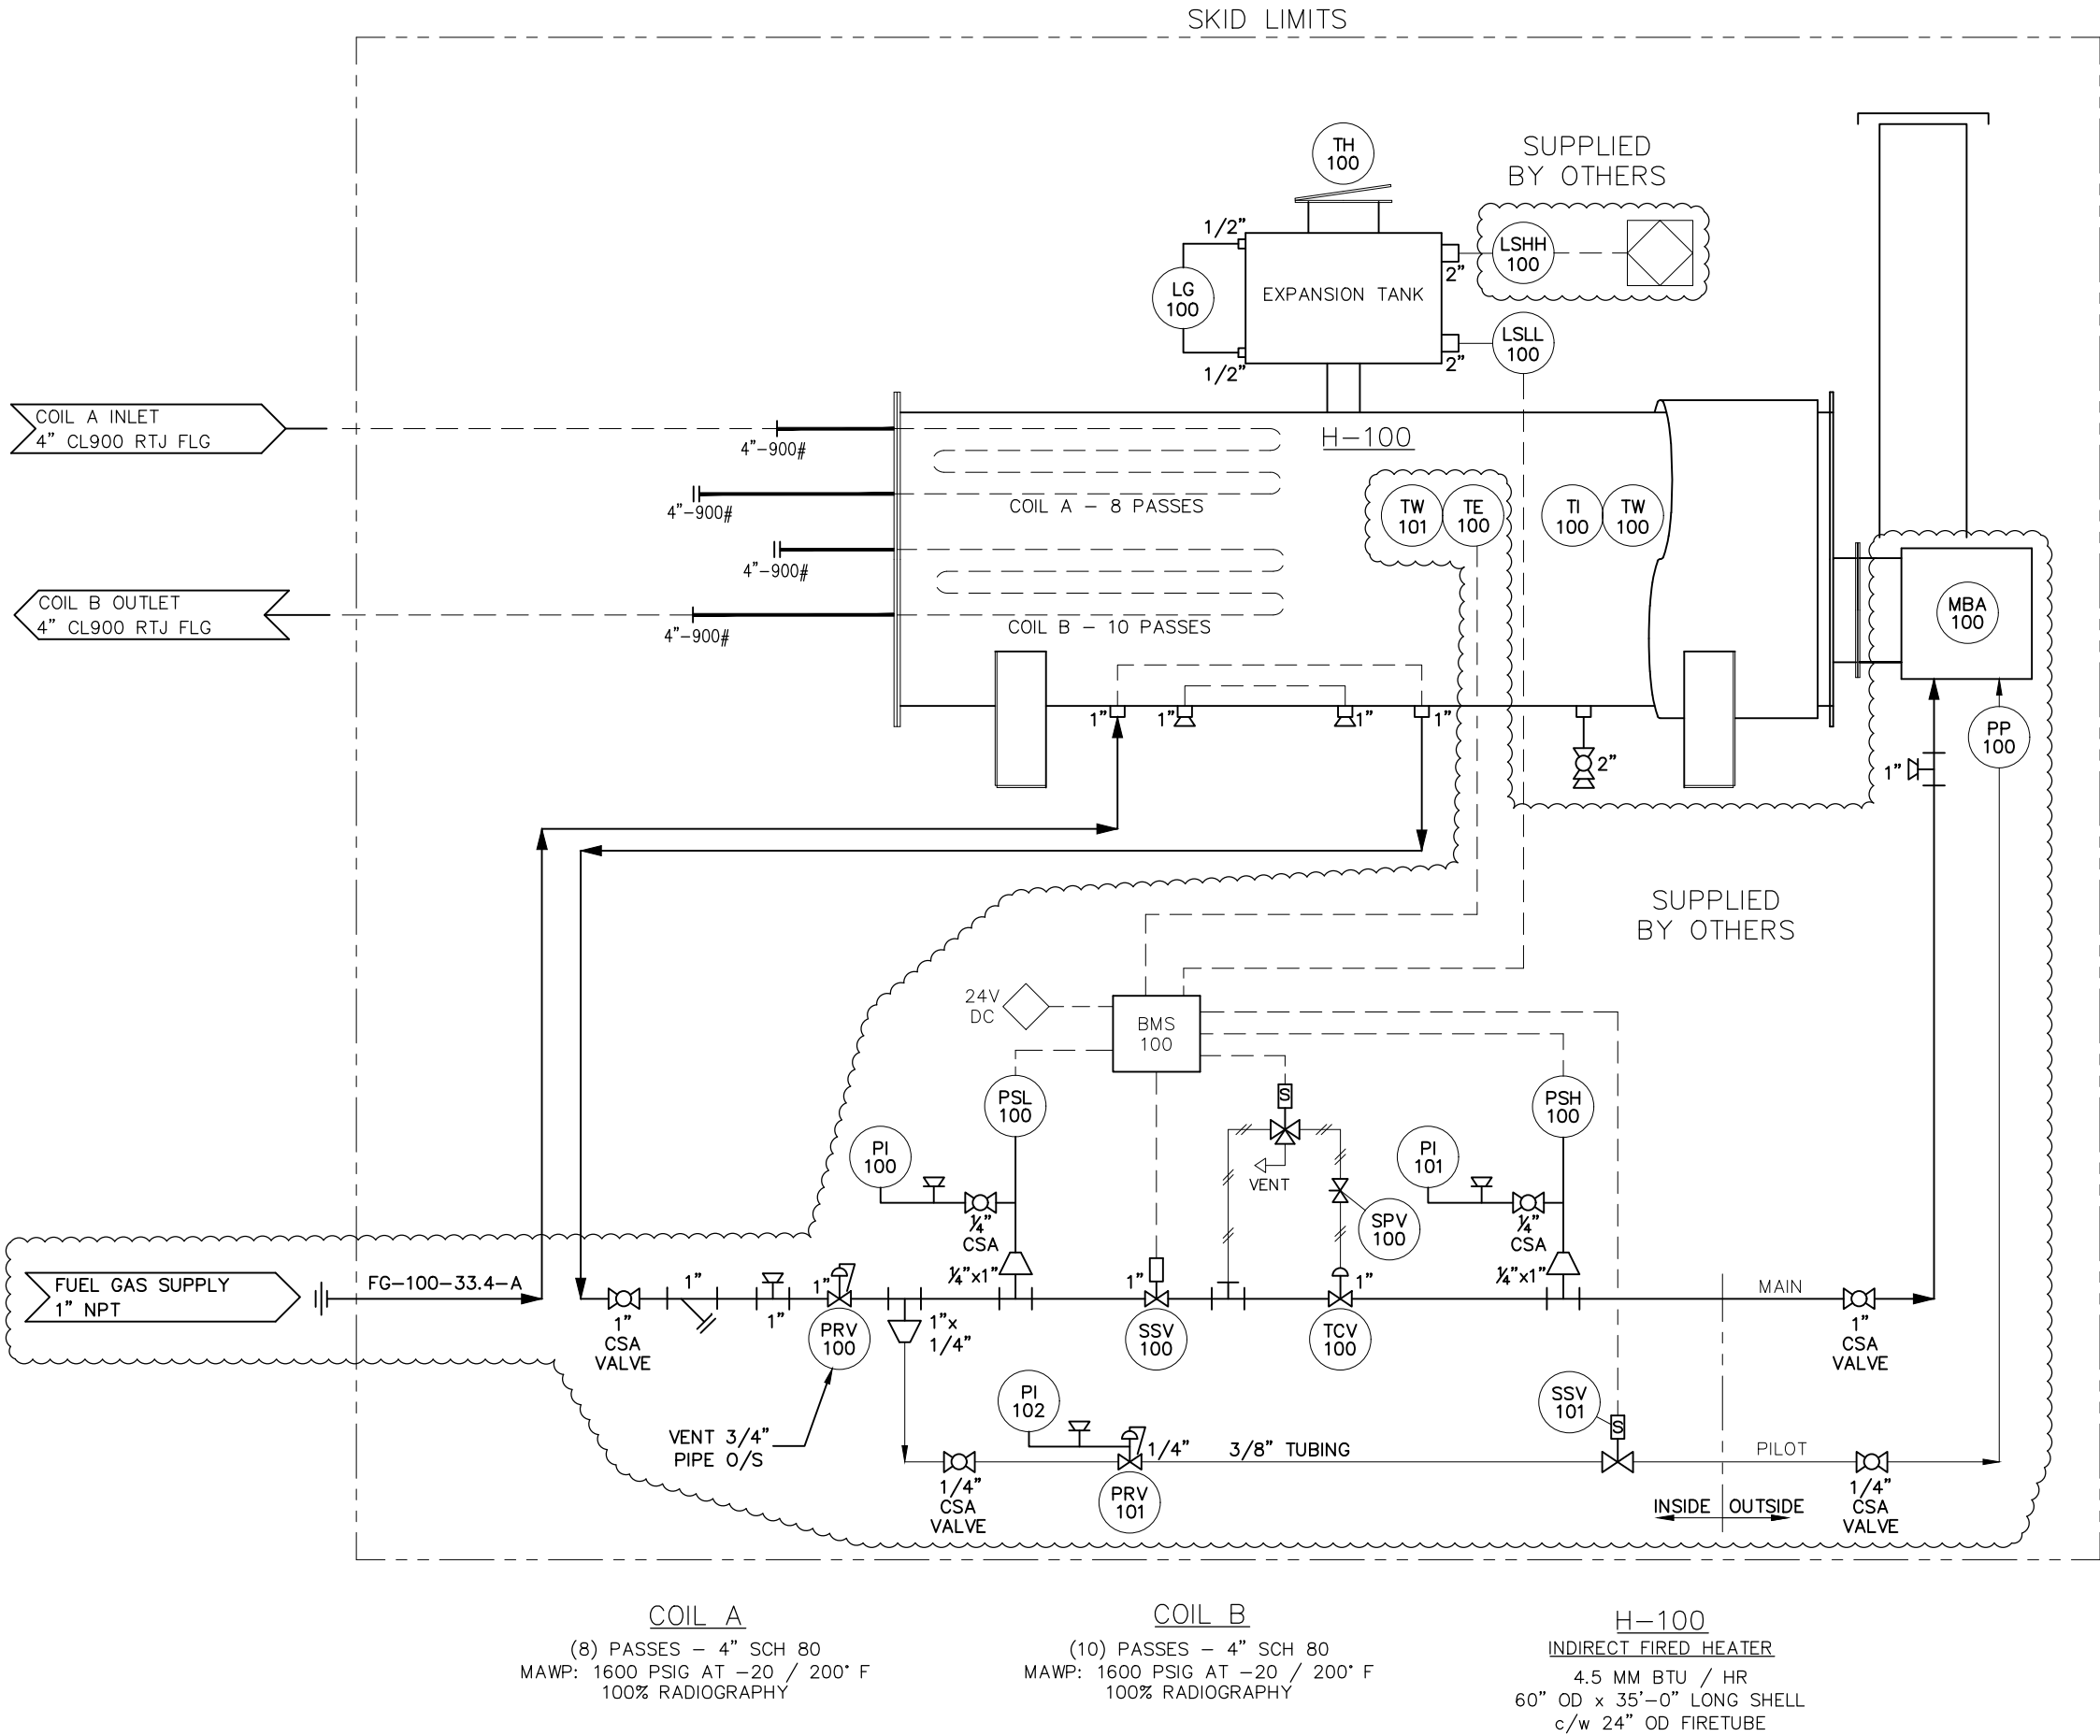 SKID LIMITS
TH
100
SUPPLIED
BY OTHERS
1/2"
LSHH
100
2"
LG
100
EXPANSION TANK
LSLL
100
1/2"
2"
COIL A INLET
4" CL900 RTJ FLG
4"-900#
H-100
4"-900#
COIL A - 8 PASSES
TW
101
TE
100
TI
100
TW
100
4"-900#
COIL B OUTLET
4" CL900 RTJ FLG
4"-900#
COIL B - 10 PASSES
MBA
100
1"
1"
1"
1"
2"
PP
100
1"
SUPPLIED
BY OTHERS
24V
DC
BMS
100
PSL
100
S
PSH
100
PI
100
VENT
PI
101
1/4"
CSA
SPV
100
1/4"
CSA
FUEL GAS SUPPLY
1" NPT
FG-100-33.4-A
1"
1"
1/4"x1"
1"
1"
1/4"x1"
MAIN
1"
CSA
VALVE
1"
PRV
100
1"x
1/4"
SSV
100
TCV
100
1"
CSA
VALVE
VENT 3/4"
PIPE O/S
PI
102
SSV
101
S
1/4"
3/8" TUBING
PILOT
1/4"
CSA
VALVE
PRV
101
INSIDE
OUTSIDE
1/4"
CSA
VALVE
COIL A
(8) PASSES - 4" SCH 80
MAWP: 1600 PSIG AT -20 / 200° F
100% RADIOGRAPHY
COIL B
(10) PASSES - 4" SCH 80
MAWP: 1600 PSIG AT -20 / 200° F
100% RADIOGRAPHY
H-100
INDIRECT FIRED HEATER
4.5 MM BTU / HR
60" OD x 35'-0" LONG SHELL
c/w 24" OD FIRETUBE